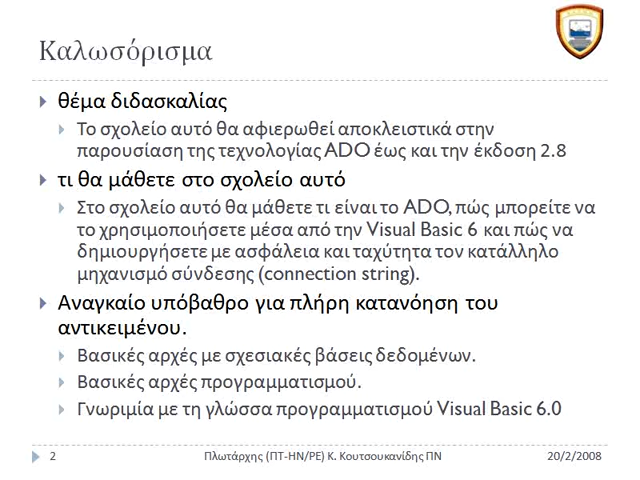 Καλωσόρισμα
θέμα διδασκαλίας
Το σχολείο αυτό θα αφιερωθεί αποκλειστικά στην
παρουσίαση της τεχνολογίας ADO έως και την έκδοση 2.8
τι θα μάθετε στο σχολείο αυτό
Στο σχολείο αυτό θα μάθετε τι είναι το ADO, πώς μπορείτε να
το χρησιμοποιήσετε μέσα από την Visual Basic 6 και πώς να
δημιουργήσετε με ασφάλεια και ταχύτητα τον κατάλληλο
μηχανισμό σύνδεσης (connection string).
Αναγκαίο υπόβαθρο για πλήρη κατανόηση του
αντικειμένου.
Βασικές αρχές με σχεσιακές βάσεις δεδομένων.
Βασικές αρχές προγραμματισμού.
Γνωριμία με τη γλώσσα προγραμματισμού Visual Basic 6.0
2 Πλωτάρχης (ΠΤ-ΗΝ/ΡΕ) Κ. Κουτσουκανίδης ΠΝ 20/2/2008